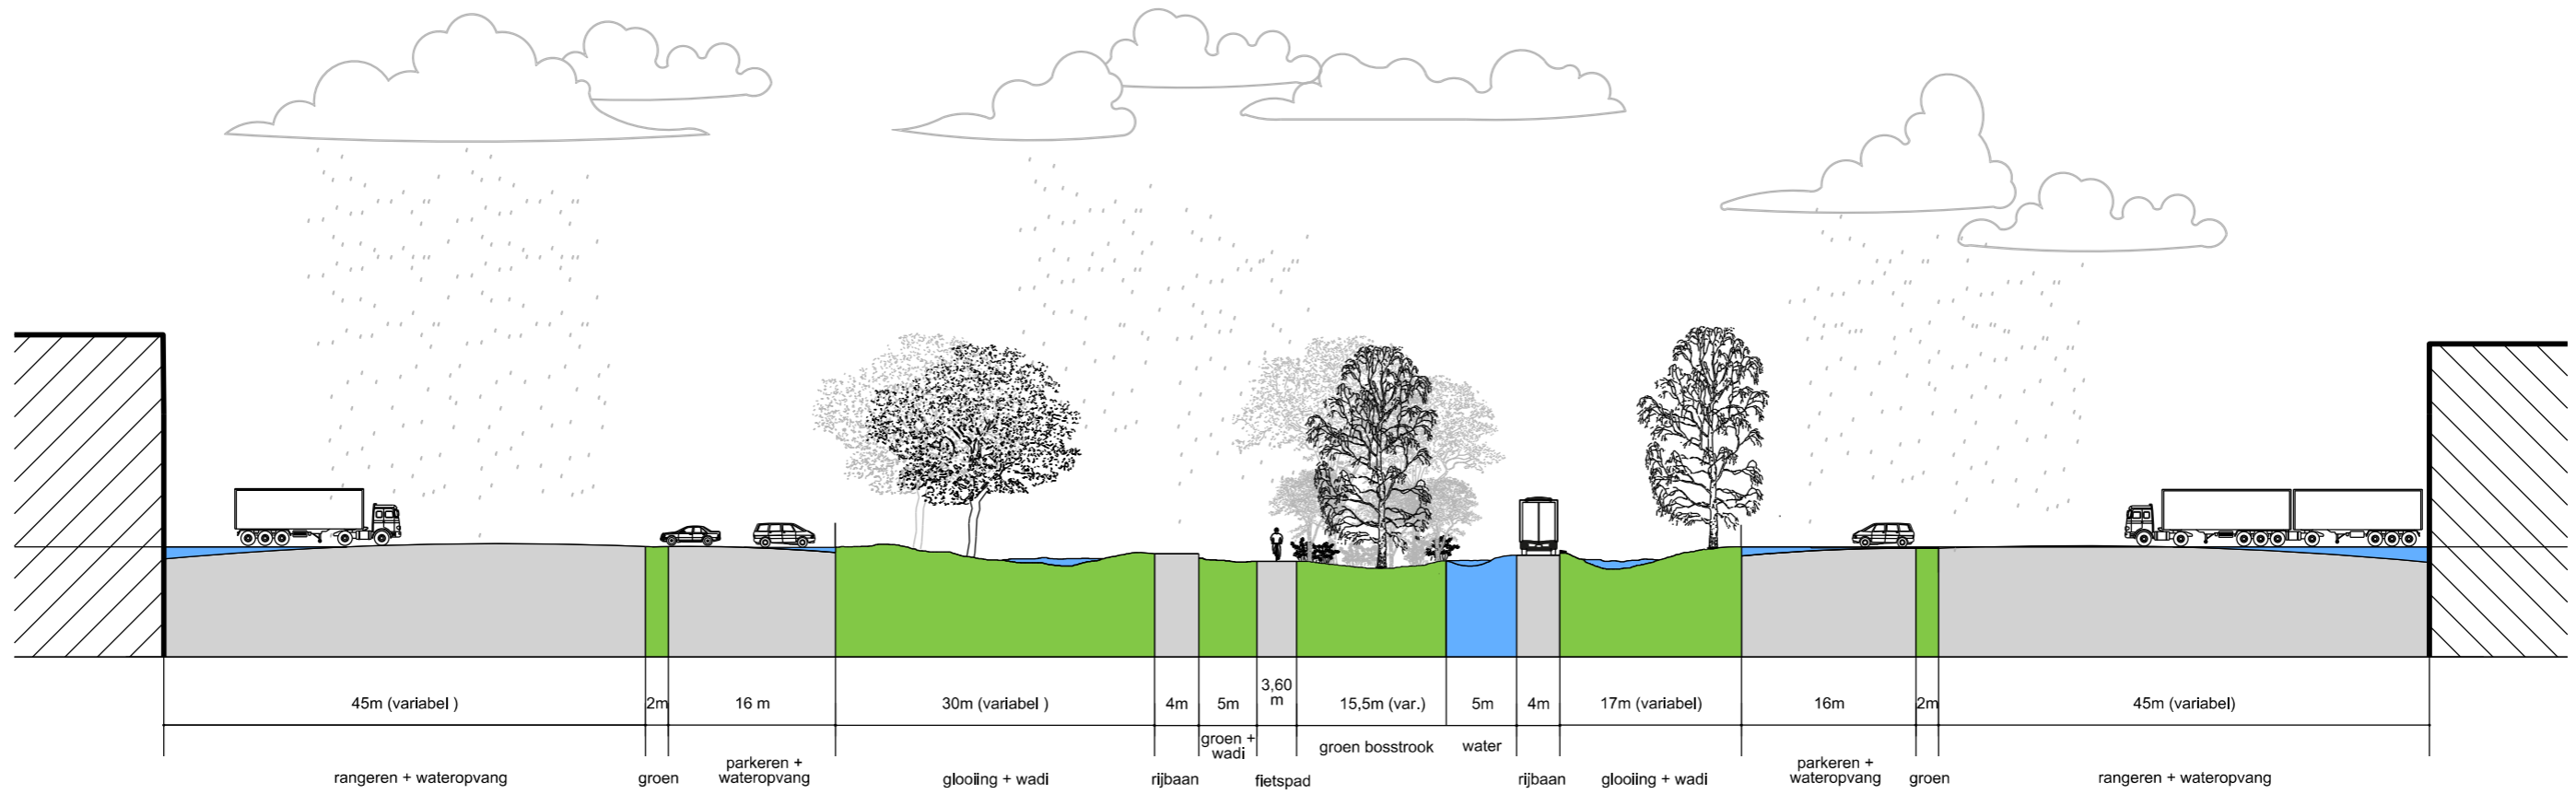 45m (variabel )
2m
16 m
30m (variabel )
4m
5m
3,60
m
15,5m (var.)
5m
4m
17m (variabel)
16m
2m
45m (variabel)
rangeren + wateropvang
groen
parkeren +
wateropvang
glooiing + wadi
rijbaan
groen +
wadi
fietspad
groen bosstrook
water
rijbaan
glooiing + wadi
parkeren +
wateropvang
groen
rangeren + wateropvang